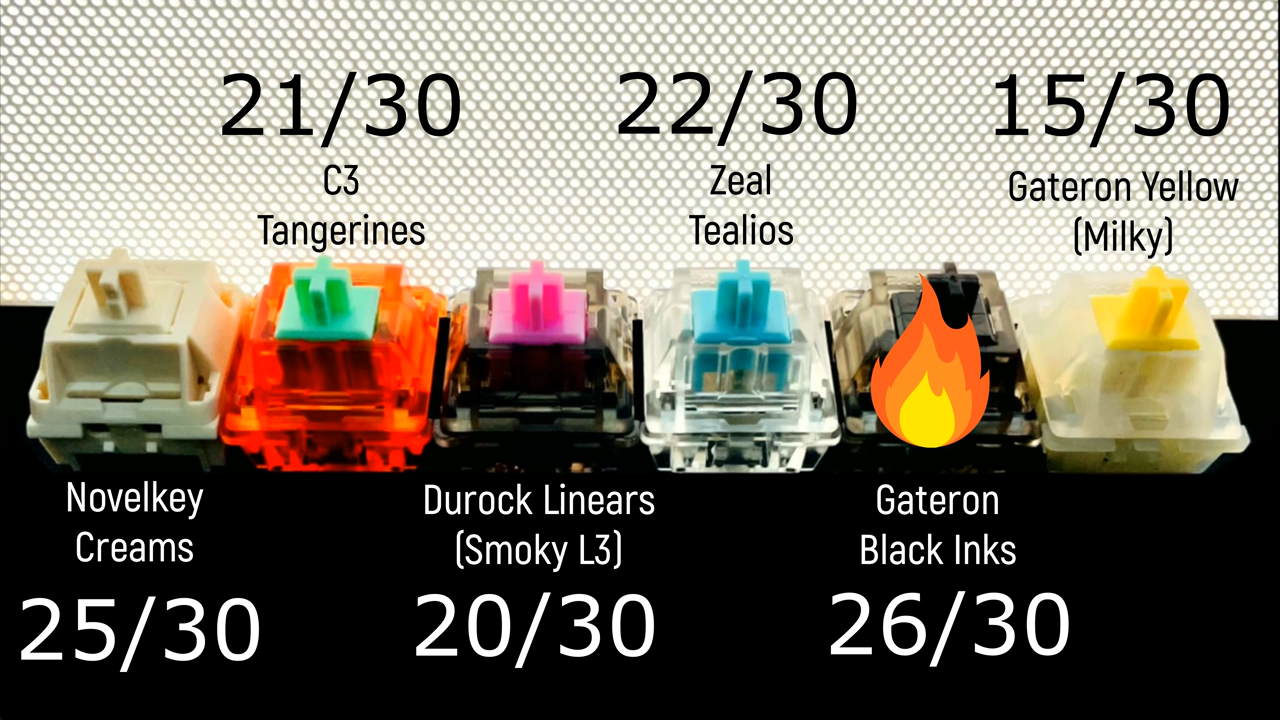 21/30
C3
Tangerines
22/30
Zeal
Tealios
15/30
Gateron Yellow
(Milky)
Novelkey
Creams
25/30
Durock Linears
(Smoky L3)
20/30
Gateron
Black Inks
26/30